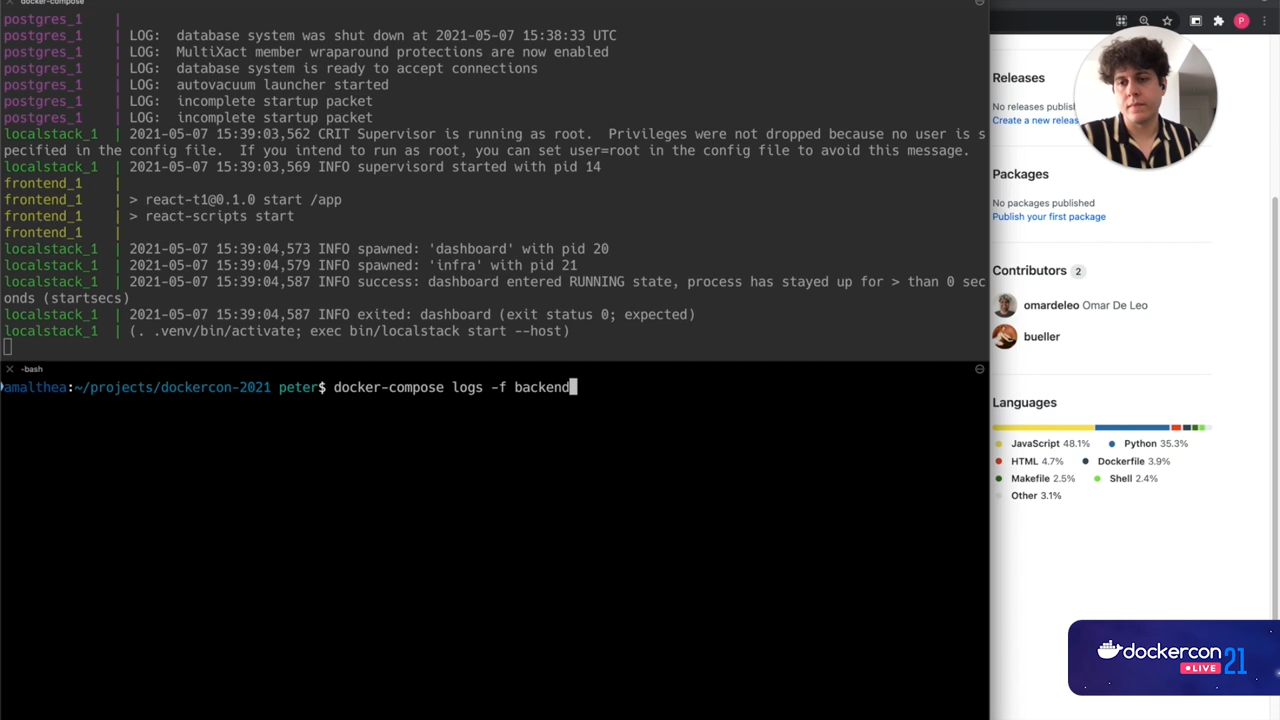 docker-compose
postgres_1 |
postgres_1 | LOG: database system was shut down at 2021-05-07 15:38:33 UTC
postgres_1 | LOG: MultiXact member wraparound protections are now enabled
postgres_1 | LOG: database system is ready to accept connections
postgres_1 | LOG: autovacuum launcher started
postgres_1 | LOG: incomplete startup packet
postgres_1 | LOG: incomplete startup packet
localstack_1 | 2021-05-07 15:39:03,562 CRIT Supervisor is running as root. Privileges were not dropped because no user is s
pecified in the config file. If you intend to run as root, you can set user=root in the config file to avoid this message.
localstack_1 | 2021-05-07 15:39:03,569 INFO supervisord started with pid 14
frontend_1 |
frontend_1 | > react-t1@0.1.0 start /app
frontend_1 | > react-scripts start
frontend_1 |
localstack_1 | 2021-05-07 15:39:04,573 INFO spawned: 'dashboard' with pid 20
localstack_1 | 2021-05-07 15:39:04,579 INFO spawned: 'infra' with pid 21
localstack_1 | 2021-05-07 15:39:04,587 INFO success: dashboard entered RUNNING state, process has stayed up for > than 0 sec
onds (startsecs)
localstack_1 | 2021-05-07 15:39:04,587 INFO exited: dashboard (exit status 0; expected)
localstack_1 | (. .venv/bin/activate; exec bin/localstack start --host)
-bash
amalthea:~/projects/dockercon-2021 peter$ docker-compose logs -f backend
P
Releases
No releases publish
Create a new releas
Packages
No packages published
Publish your first package
Contributors 2
omardeleo Omar De Leo
bueller
Languages
JavaScript 48.1% Python 35.3%
HTML 4.7% Dockerfile 3.9%
Makefile 2.5% Shell 2.4%
Other 3.1%
dockercon
LIVE 21